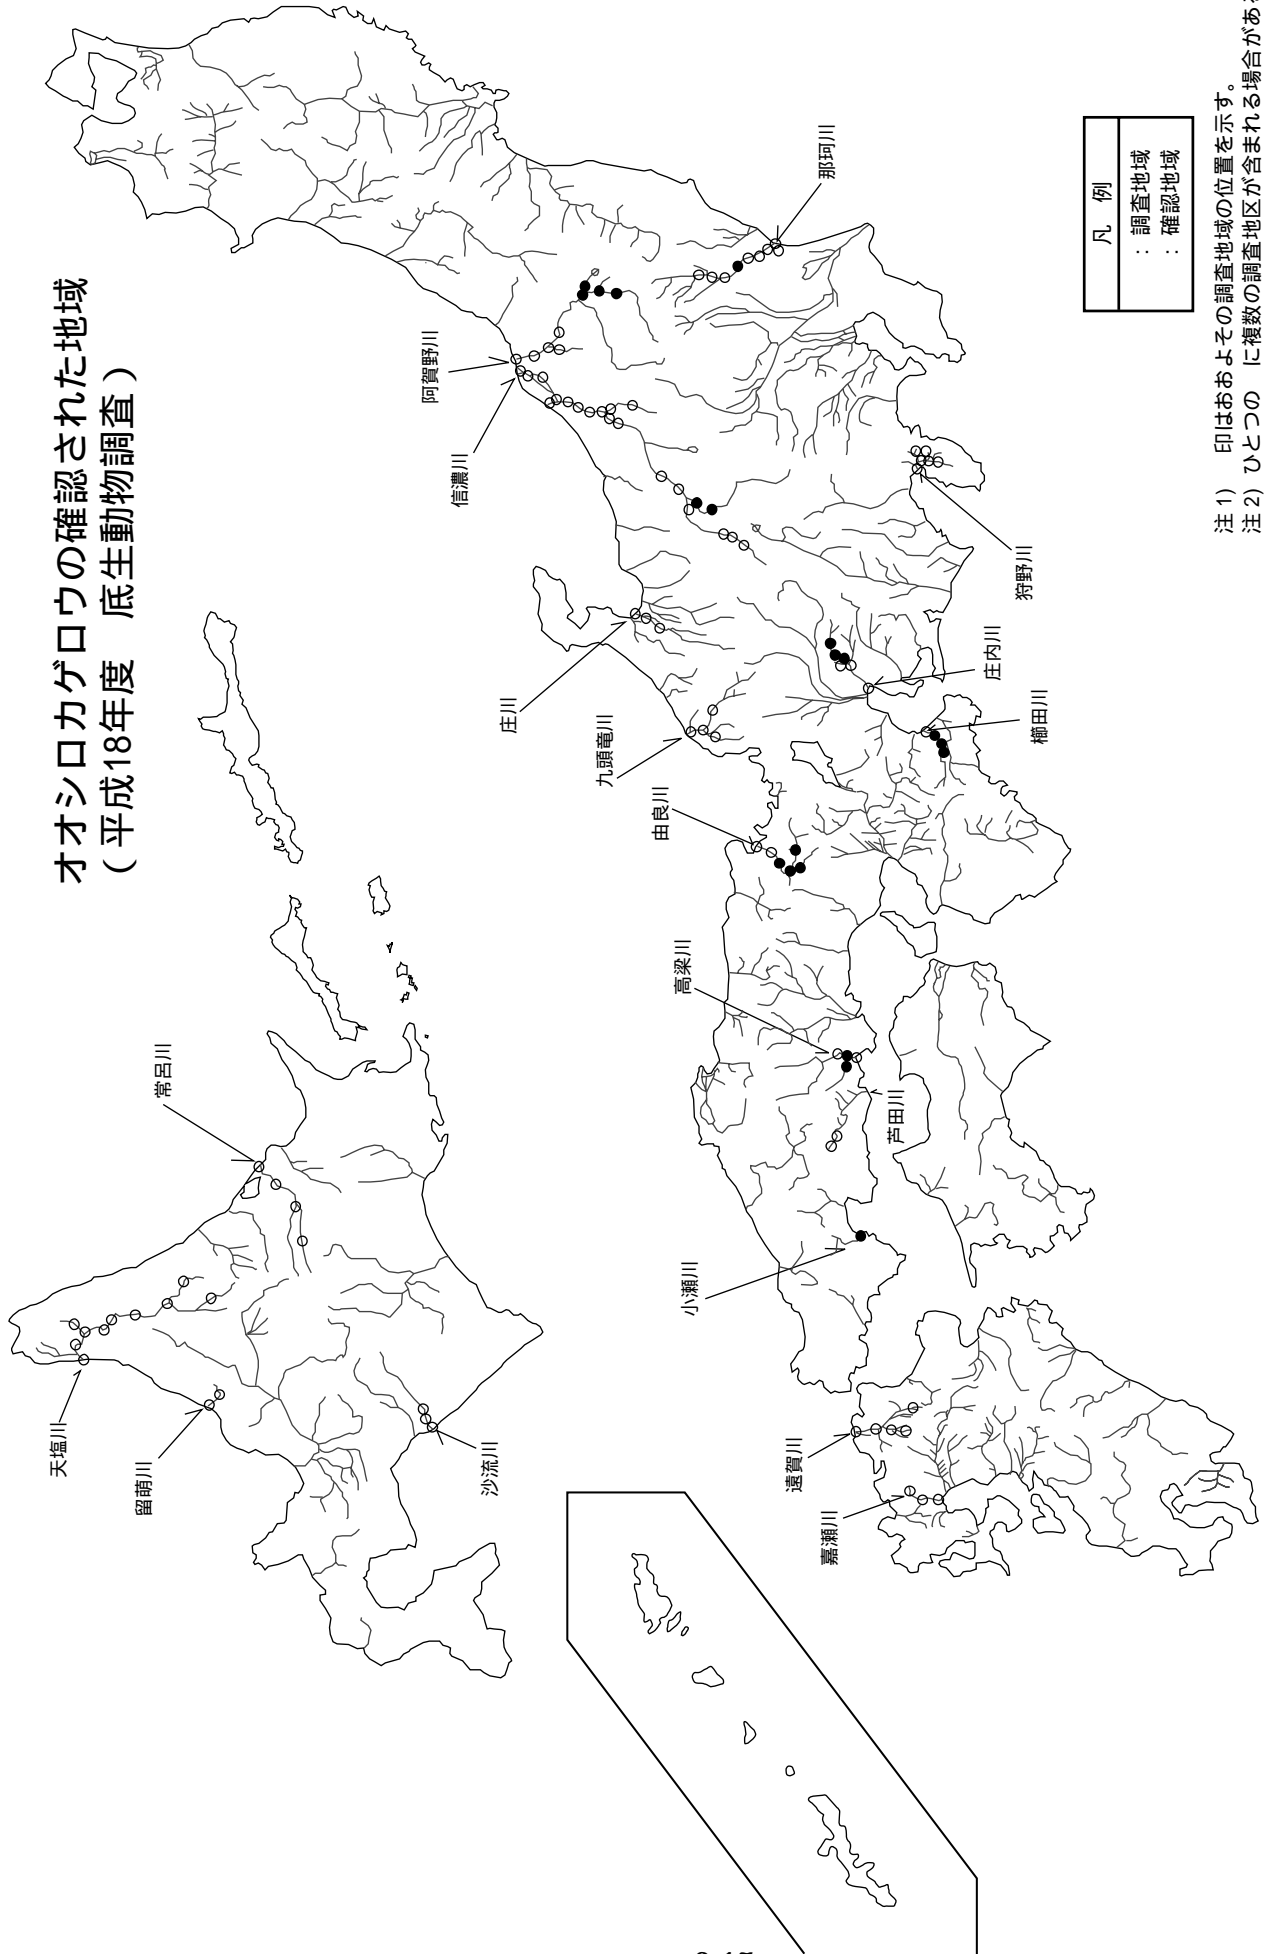 オオシロカゲロウの確認された地域
（平成18年度　底生動物調査）
常呂川
天塩川
留萌川
沙流川
阿賀野川
信濃川
那珂川
庄川
九頭竜川
由良川
高梁川
小瀬川
芦田川
遠賀川
嘉瀬川
狩野川
庄内川
櫛田川
凡　例
：調査地域
：確認地域
注1)　印はおおよその調査地域の位置を示す。
注2) ひとつの　に複数の調査地区が含まれる場合がある